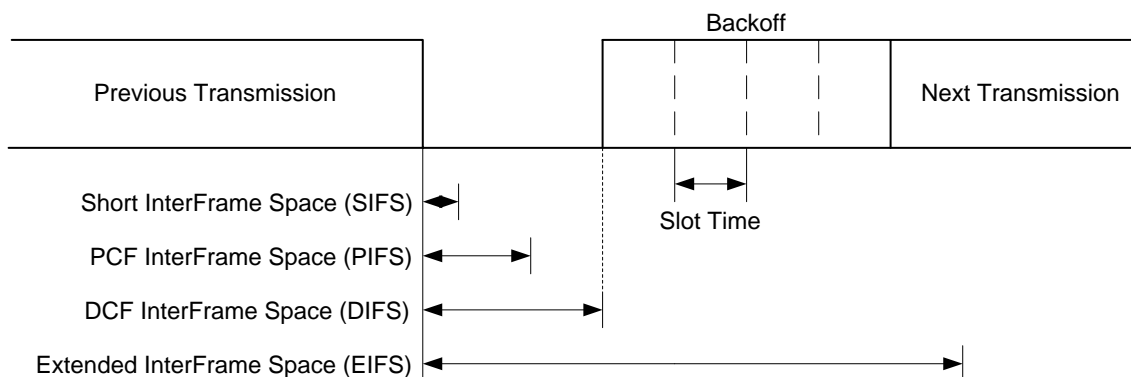 Backoff
Previous Transmission
Next Transmission
Short InterFrame Space (SIFS)
Slot Time
PCF InterFrame Space (PIFS)
DCF InterFrame Space (DIFS)
Extended InterFrame Space (EIFS)